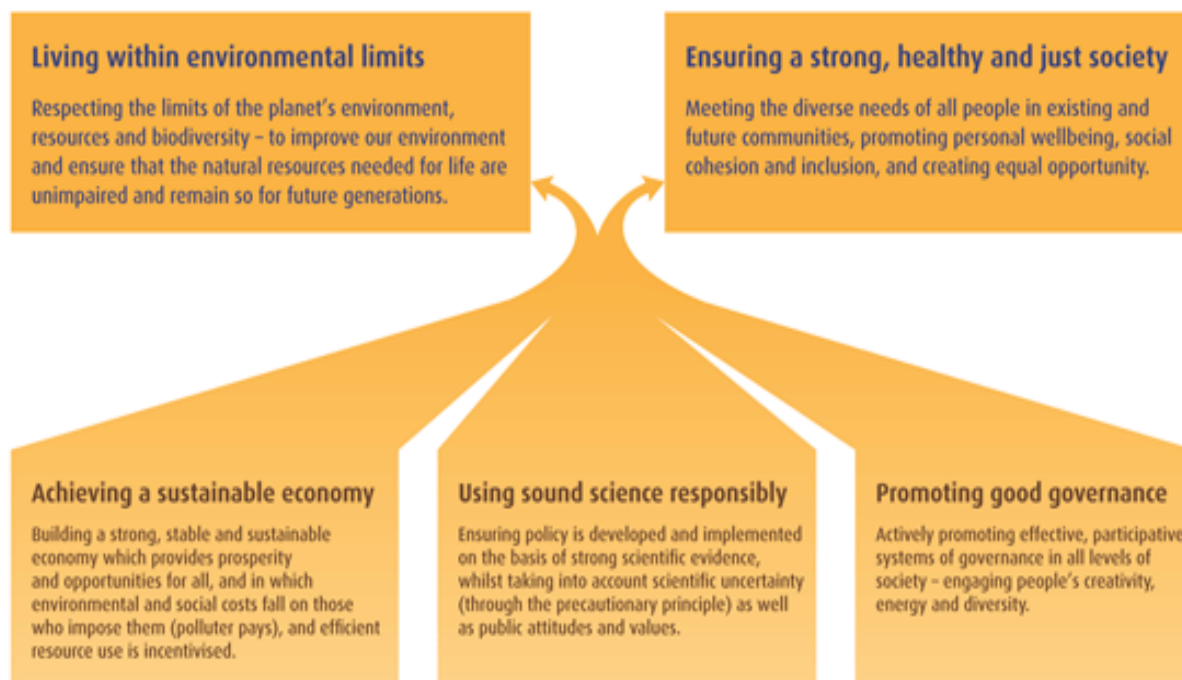 Living within environmental limits
Respecting the limits of the planet's environment,
resources and biodiversity – to improve our environment
and ensure that the natural resources needed for life are
unimpaired and remain so for future generations.
Ensuring a strong, healthy and just society
Meeting the diverse needs of all people in existing and
future communities, promoting personal wellbeing, social
cohesion and inclusion, and creating equal opportunity.
Achieving a sustainable economy
Building a strong, stable and sustainable
economy which provides prosperity
and opportunities for all, and in which
environmental and social costs fall on those
who impose them (polluter pays), and efficient
resource use is incentivised.
Using sound science responsibly
Ensuring policy is developed and implemented
on the basis of strong scientific evidence,
whilst taking into account scientific uncertainty
(through the precautionary principle) as well
as public attitudes and values.
Promoting good governance
Actively promoting effective, participative
systems of governance in all levels of
society – engaging people's creativity,
energy and diversity.